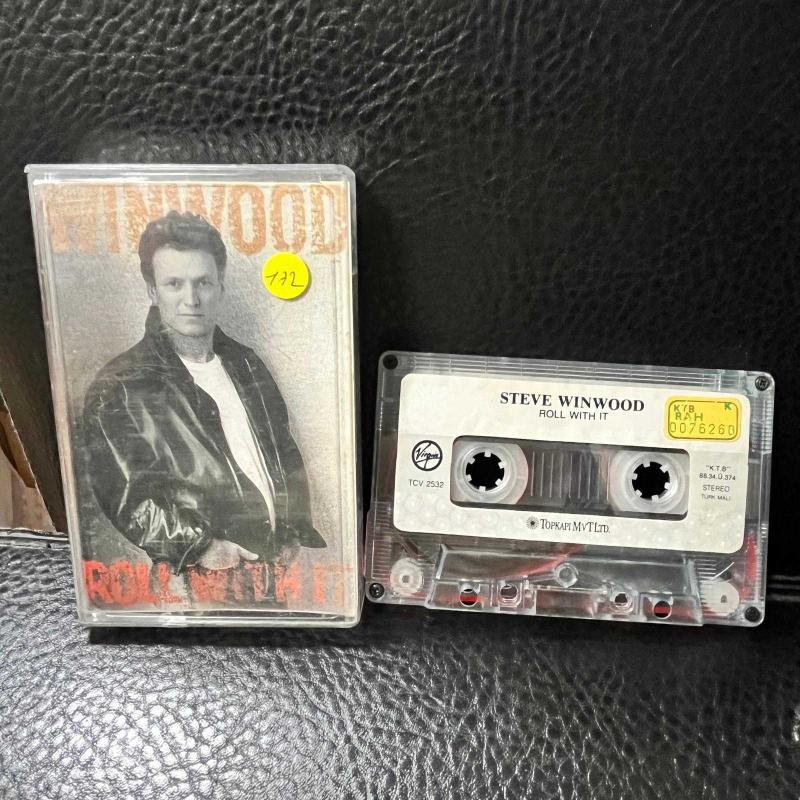 WINWOOD
172
ROLL WITH IT
STEVE WINWOOD
ROLL WITH IT
KTB K
RAH
0076260
Virgin
TCV 2532
"K.T.B"
88.34.Ü.374
STEREO
TÜRK MALI
TOPKAPI MVT LTD.